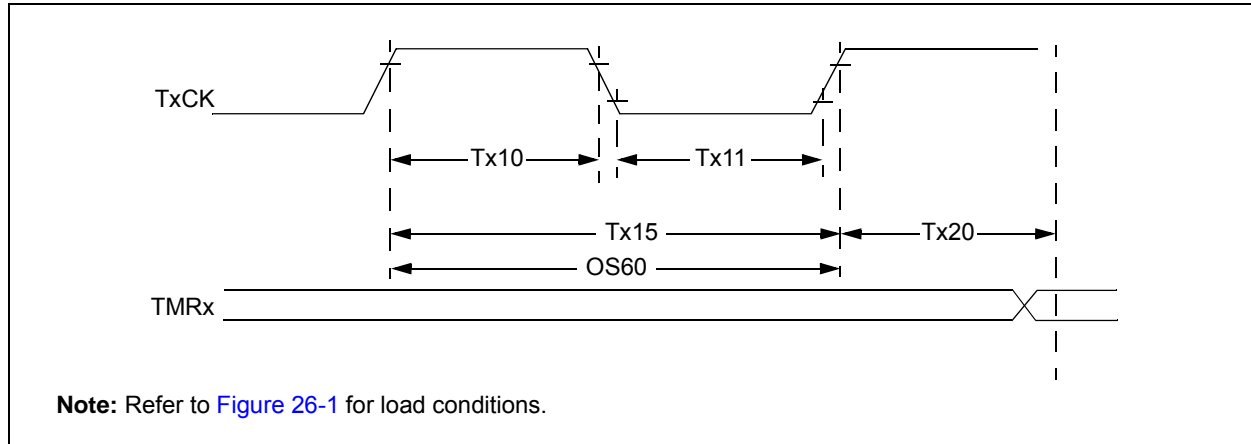 TxCK
Tx10
Tx11
Tx15
Tx20
OS60
TMRx
Note: Refer to Figure 26-1 for load conditions.